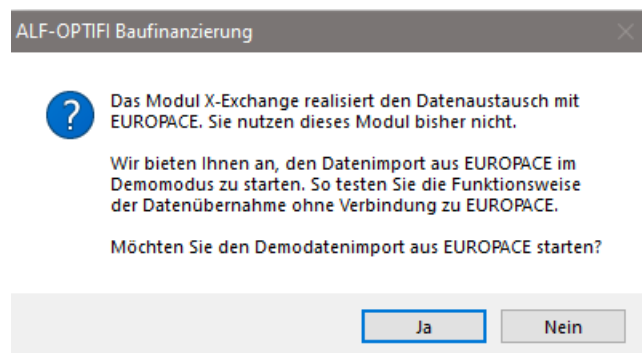 ALF-OPTIFI Baufinanzierung
Das Modul X-Exchange realisiert den Datenaustausch mit
EUROPACE. Sie nutzen dieses Modul bisher nicht.
Wir bieten Ihnen an, den Datenimport aus EUROPACE im
Demomodus zu starten. So testen Sie die Funktionsweise
der Datenübernahme ohne Verbindung zu EUROPACE.
Möchten Sie den Demodatenimport aus EUROPACE starten?
Ja
Nein